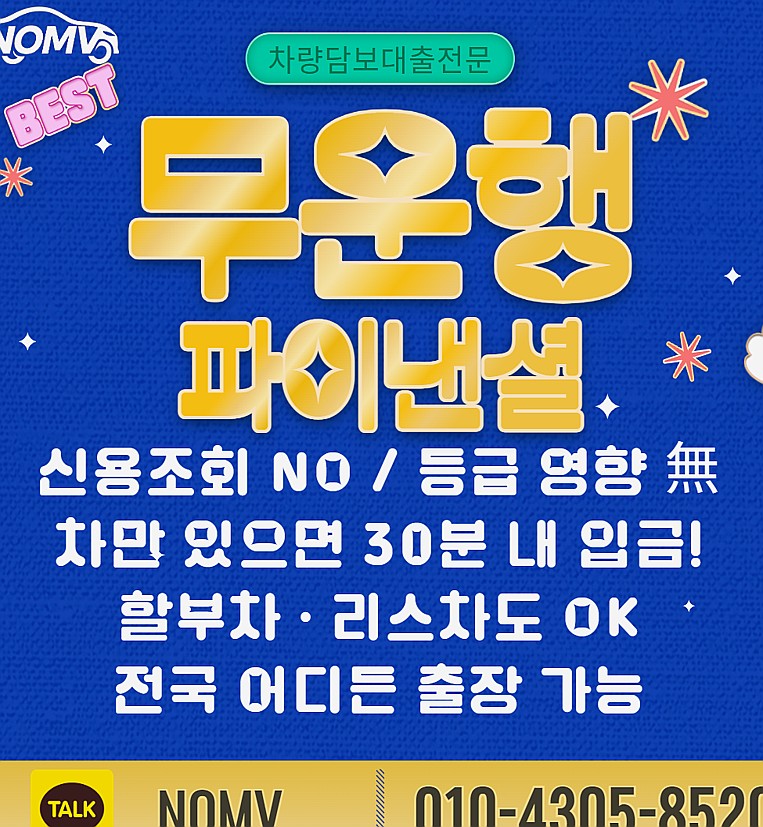 NOMV
BEST
차량담보대출전문
무운행
파이낸셜
신용조회 NO / 등급 영향 無
차만 있으면 30분 내 입금!
할부차 · 리스차도 OK
전국 어디든 출장 가능
TALK NOMV 010-4305-8520